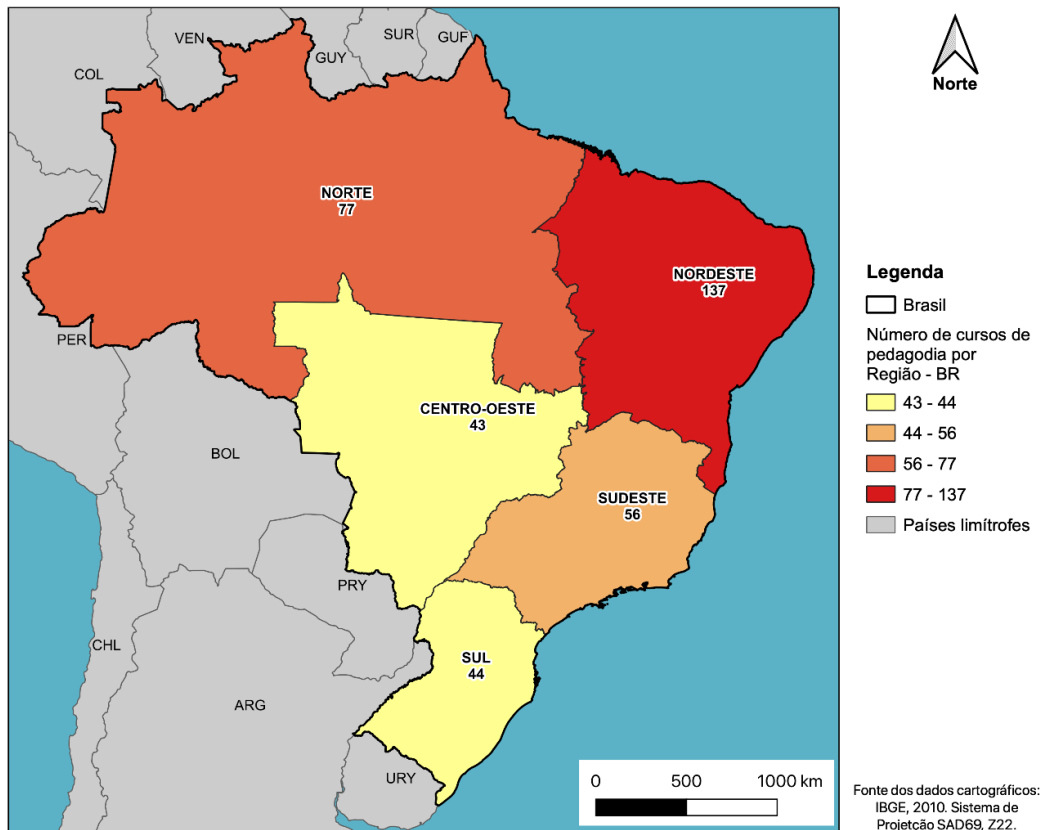 VEN
SUR
GUF
GUY
COL
Norte
NORTE
77
NORDESTE
137
Legenda
Brasil
Número de cursos de
pedagodia por
Região - BR
43 - 44
44 - 56
56 - 77
77 - 137
Países limítrofes
PER
CENTRO-OESTE
43
BOL
SUDESTE
56
PRY
CHL
SUL
44
ARG
URY
0 500 1000 km
Fonte dos dados cartográficos:
IBGE, 2010. Sistema de
Projetção SAD69, Z22.